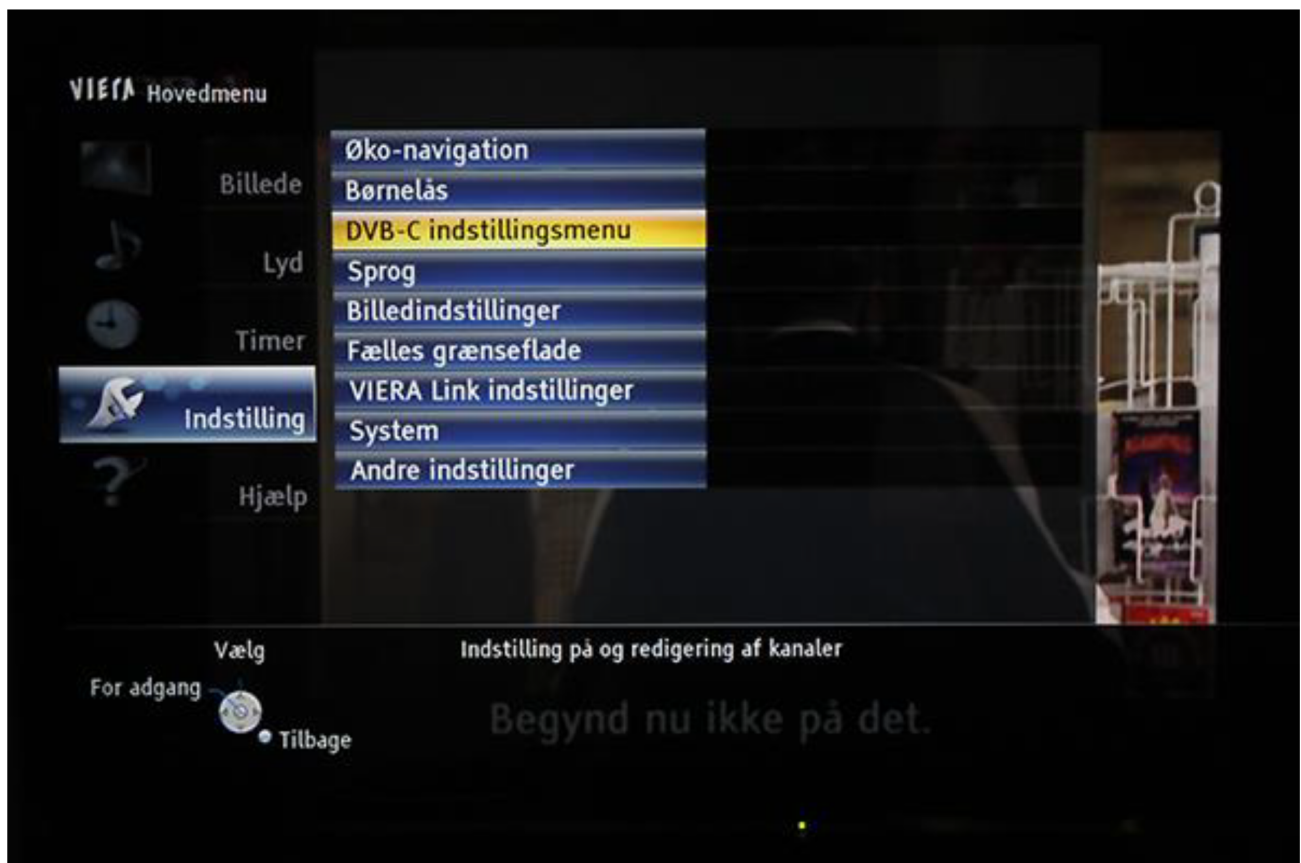 VIERA Hovedmenu
Billede
Lyd
Timer
Indstilling
Hjælp
Øko-navigation
Børnelås
DVB-C indstillingsmenu
Sprog
Billedindstillinger
Fælles grænseflade
VIERA Link indstillinger
System
Andre indstillinger
Vælg
For adgang
Tilbage
Indstilling på og redigering af kanaler
Begynd nu ikke på det.